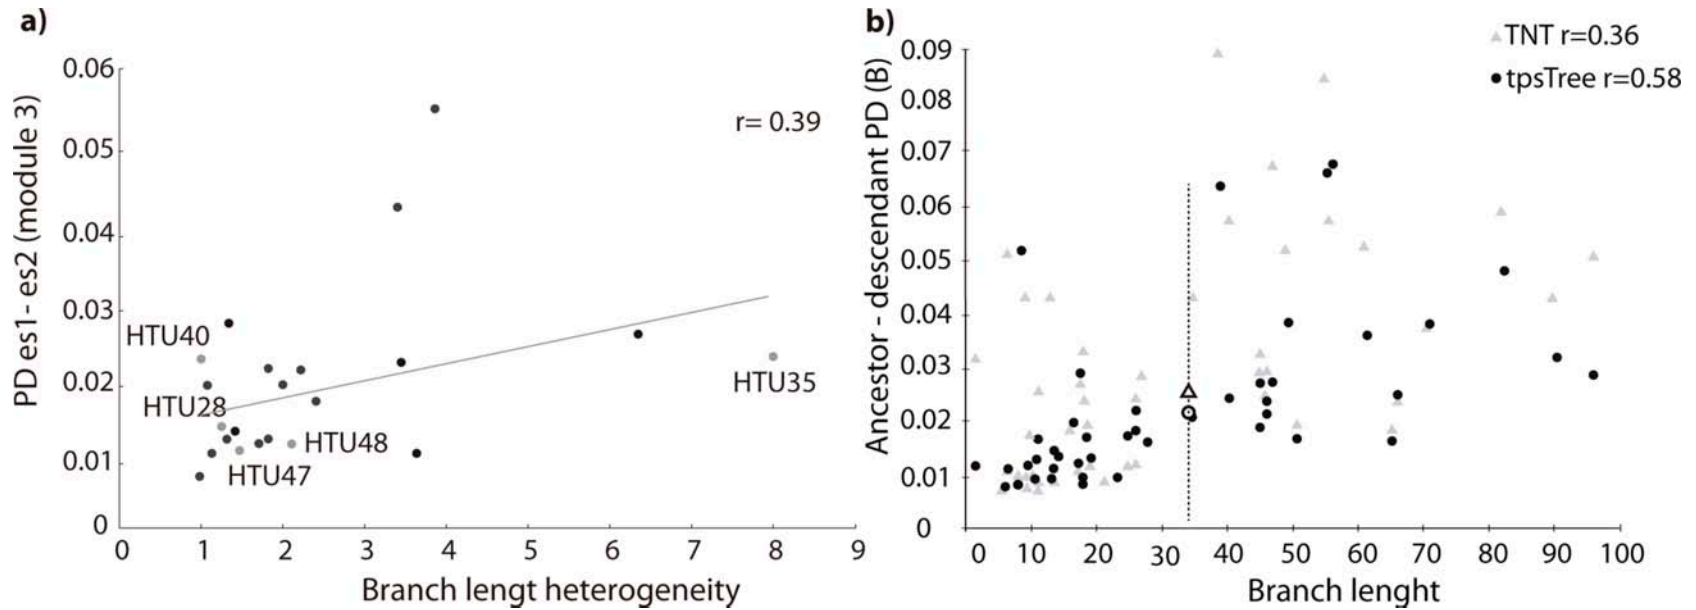 a)
PD es1- es2 (module 3)
0.06
0.05
0.04
0.03
0.02
0.01
0
r= 0.39
HTU40
HTU28
HTU47
HTU48
HTU35
0 1 2 3 4 5 6 7 8 9
Branch lengt heterogeneity
b)
Ancestor - descendant PD (B)
0.09
0.08
0.07
0.06
0.05
0.04
0.03
0.02
0.01
0
TNT r=0.36
tpsTree r=0.58
0 10 20 30 40 50 60 70 80 90 100
Branch lenght